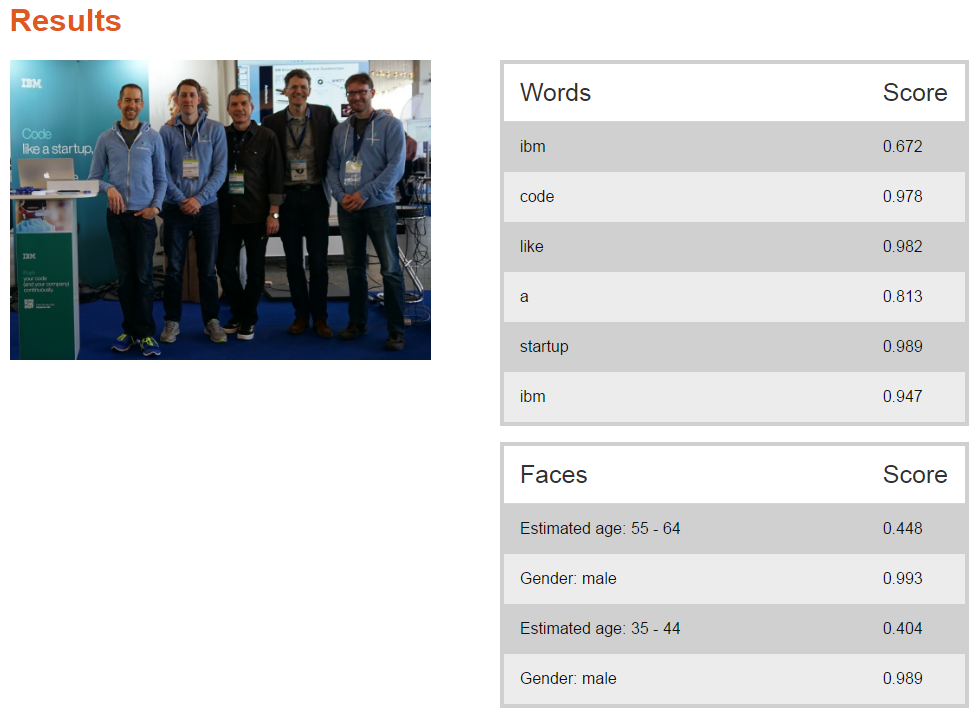 Results
IBM
Code
like a startup,
IBM
your code
(and your company)
continuously
Words Score
ibm 0.672
code 0.978
like 0.982
a 0.813
startup 0.989
ibm 0.947
Faces Score
Estimated age: 55 - 64 0.448
Gender: male 0.993
Estimated age: 35 - 44 0.404
Gender: male 0.989